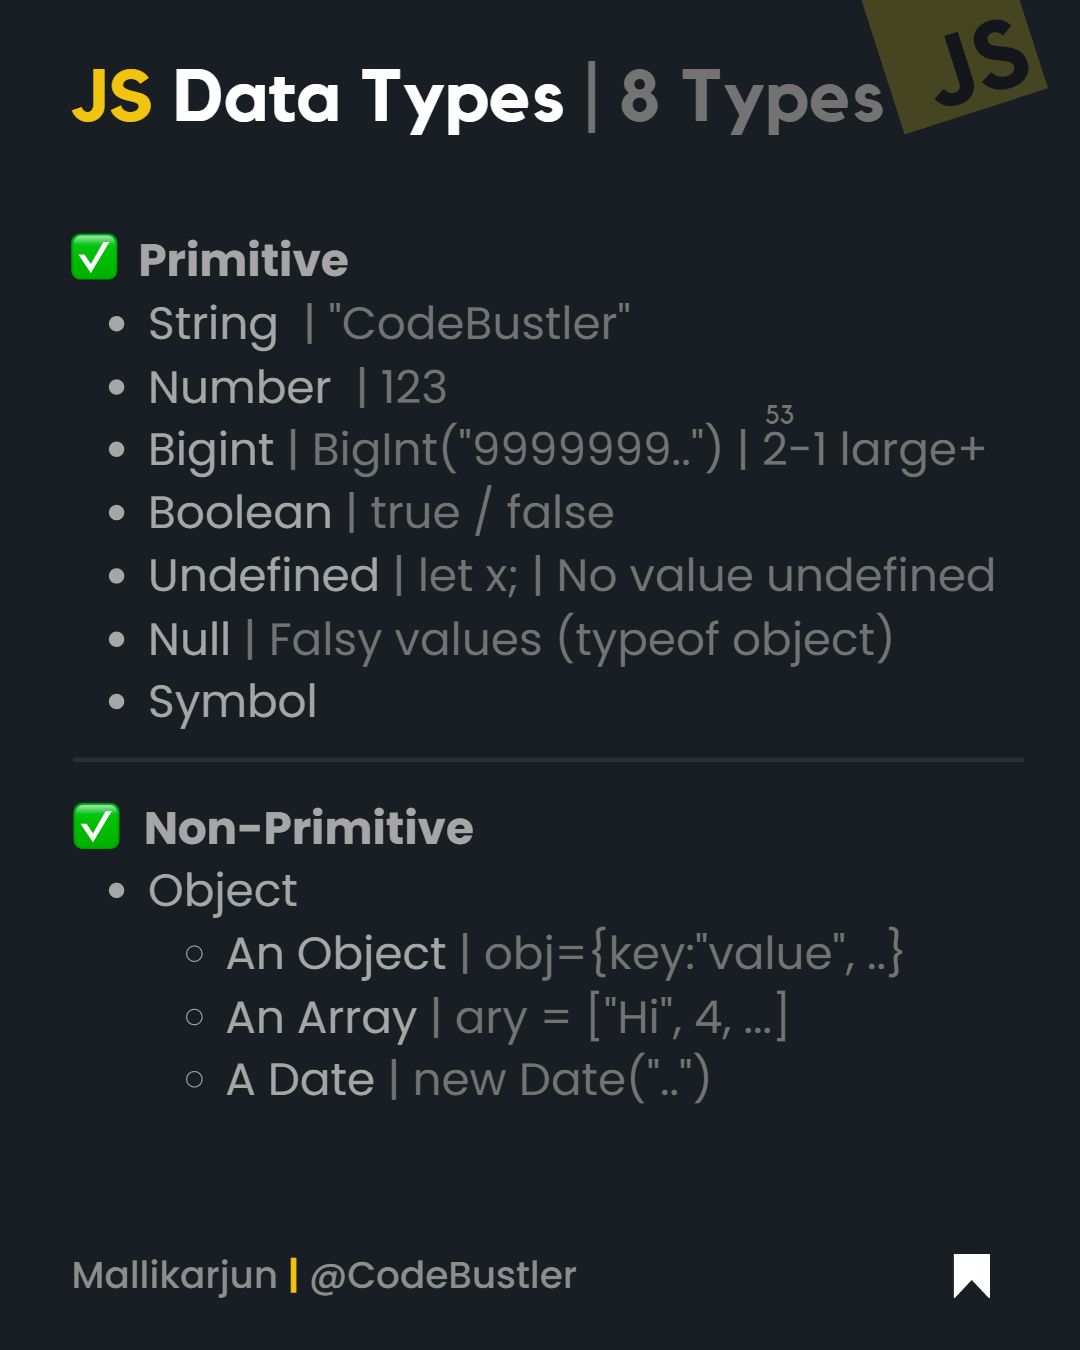 JS Data Types | 8 Types
JS
✅ Primitive
• String | "CodeBustler"
• Number | 123
• Bigint | BigInt("9999999..") | 2⁵³-1 large+
• Boolean | true / false
• Undefined | let x; | No value undefined
• Null | Falsy values (typeof object)
• Symbol
✅ Non-Primitive
• Object
○ An Object | obj={key:"value", ..}
○ An Array | ary = ["Hi", 4, ...]
○ A Date | new Date("..")
Mallikarjun | @CodeBustler